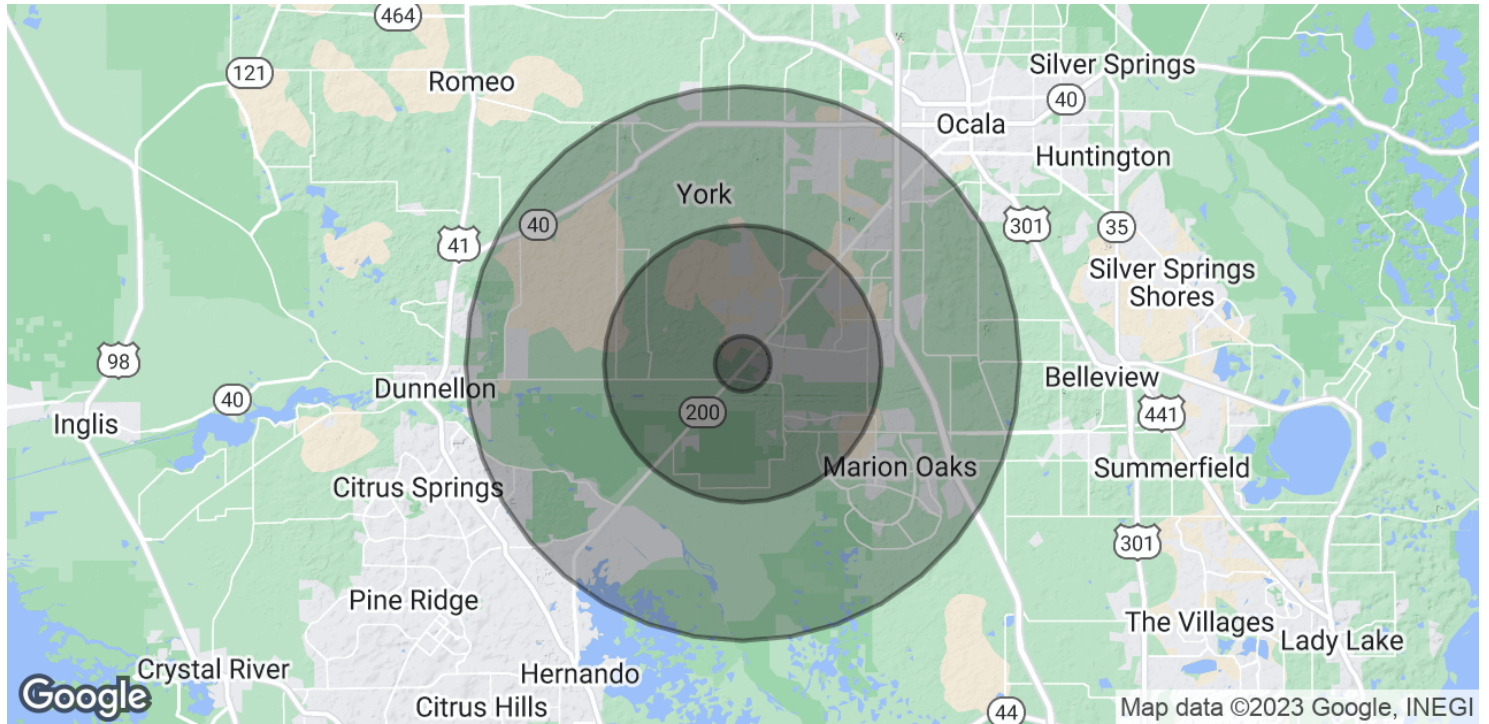 464
121
Romeo
Silver Springs
40
Ocala
Huntington
York
40
41
301
35
Silver Springs
Shores
98
Dunnellon
40
Belleview
Inglis
200
441
Marion Oaks
Summerfield
Citrus Springs
301
Pine Ridge
The Villages
Lady Lake
Crystal River
Hernando
Citrus Hills
44
Google
Map data ©2023 Google, INEGI